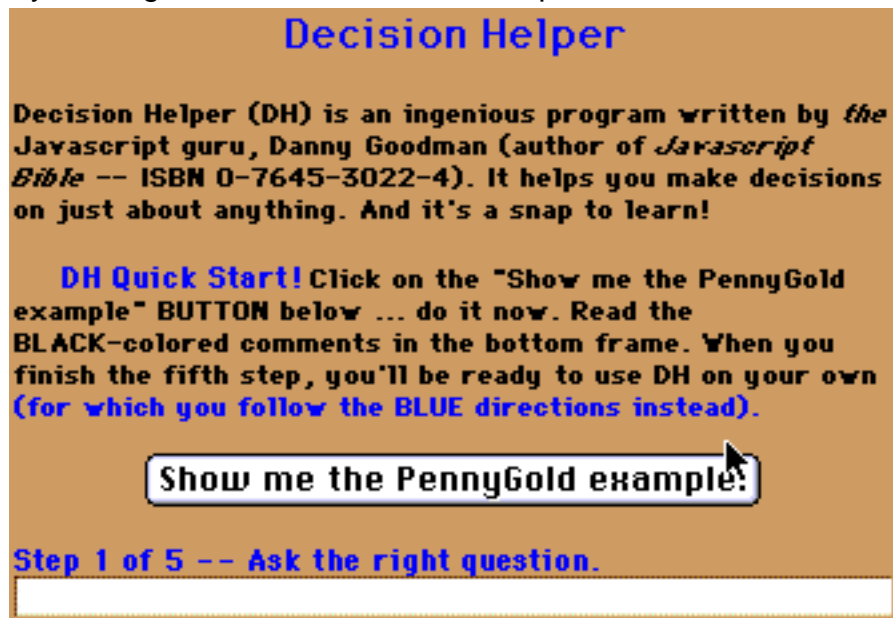 Decision Helper
Decision Helper (DH) is an ingenious program written by the
Javascript guru, Danny Goodman (author of Javascript
Bible -- ISBN 0-7645-3022-4). It helps you make decisions
on just about anything. And it's a snap to learn!
DH Quick Start! Click on the "Show me the PennyGold
example" BUTTON below ... do it now. Read the
BLACK-colored comments in the bottom frame. When you
finish the fifth step, you'll be ready to use DH on your own
(for which you follow the BLUE directions instead).
Show me the PennyGold example!
Step 1 of 5 -- Ask the right question.